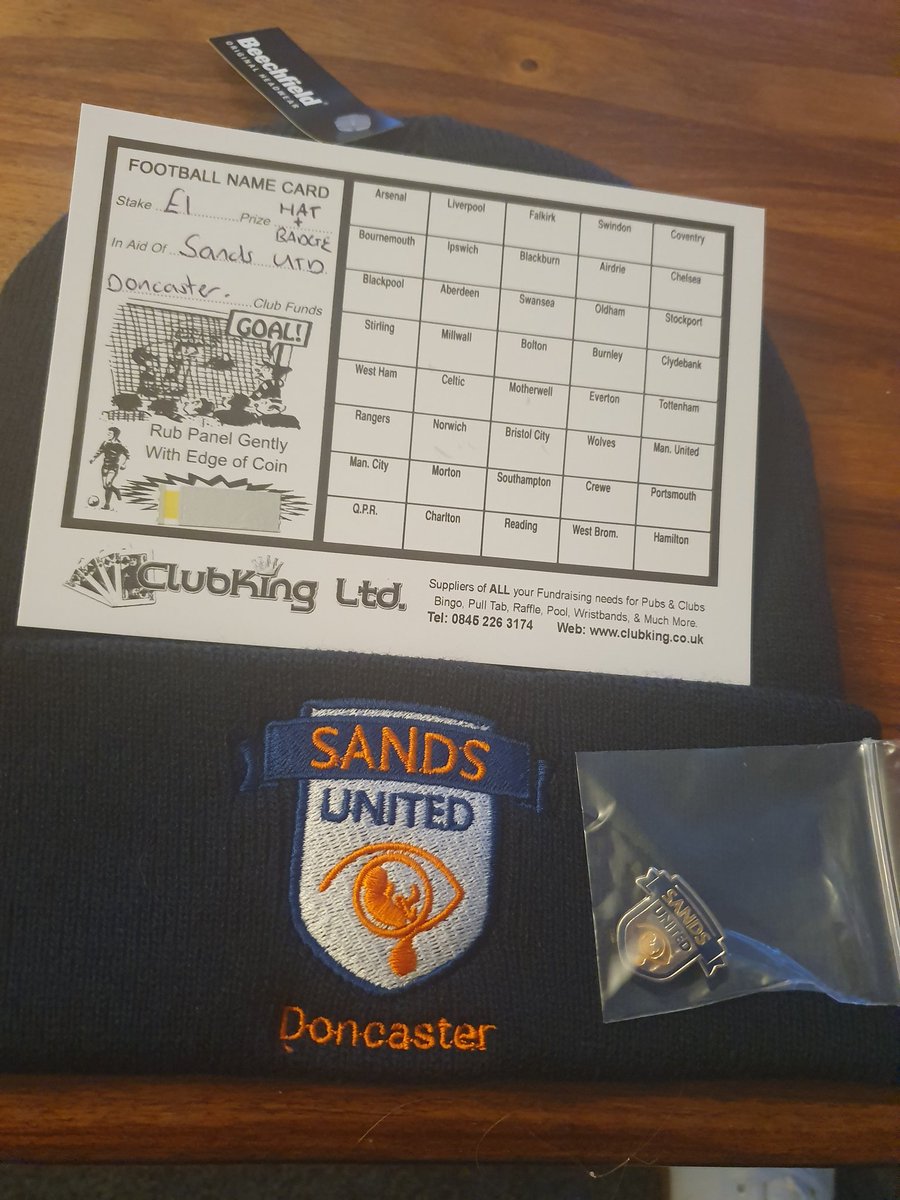 Beechfield
ORIGINAL HEADWEAR
FOOTBALL NAME CARD
Stake £1 Prize HAT + BADGE
In Aid Of Sands UTD
Doncaster. Club Funds
GOAL!
Rub Panel Gently
With Edge of Coin
Arsenal Liverpool Falkirk Swindon Coventry
Bournemouth Ipswich Blackburn Airdrie Chelsea
Blackpool Aberdeen Swansea Oldham Stockport
Stirling Millwall Bolton Burnley Clydebank
West Ham Celtic Motherwell Everton Tottenham
Rangers Norwich Bristol City Wolves Man. United
Man. City Morton Southampton Crewe Portsmouth
Q.P.R. Charlton Reading West Brom. Hamilton
ClubKing Ltd.
Suppliers of ALL your Fundraising needs for Pubs & Clubs
Bingo, Pull Tab, Raffle, Pool, Wristbands, & Much More.
Tel: 0845 226 3174 Web: www.clubking.co.uk
SANDS
UNITED
Doncaster
SANDS
UNITED